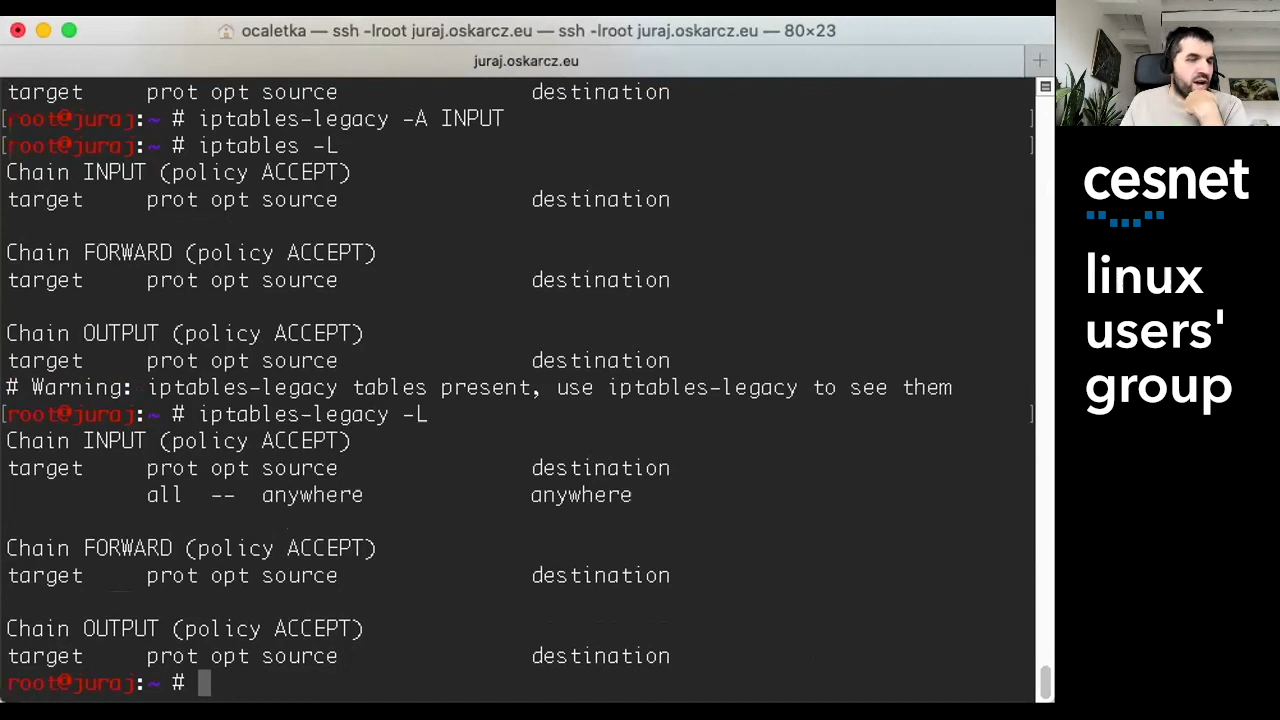 ocaletka — ssh -lroot juraj.oskarcz.eu — ssh -lroot juraj.oskarcz.eu — 80×23
juraj.oskarcz.eu
target     prot opt source               destination
[root@juraj:~ # iptables-legacy -A INPUT ]
[root@juraj:~ # iptables -L ]
Chain INPUT (policy ACCEPT)
target     prot opt source               destination
Chain FORWARD (policy ACCEPT)
target     prot opt source               destination
Chain OUTPUT (policy ACCEPT)
target     prot opt source               destination
# Warning: iptables-legacy tables present, use iptables-legacy to see them
[root@juraj:~ # iptables-legacy -L ]
Chain INPUT (policy ACCEPT)
target     prot opt source               destination
           all  --  anywhere             anywhere
Chain FORWARD (policy ACCEPT)
target     prot opt source               destination
Chain OUTPUT (policy ACCEPT)
target     prot opt source               destination
root@juraj:~ #
cesnet
linux
users'
group